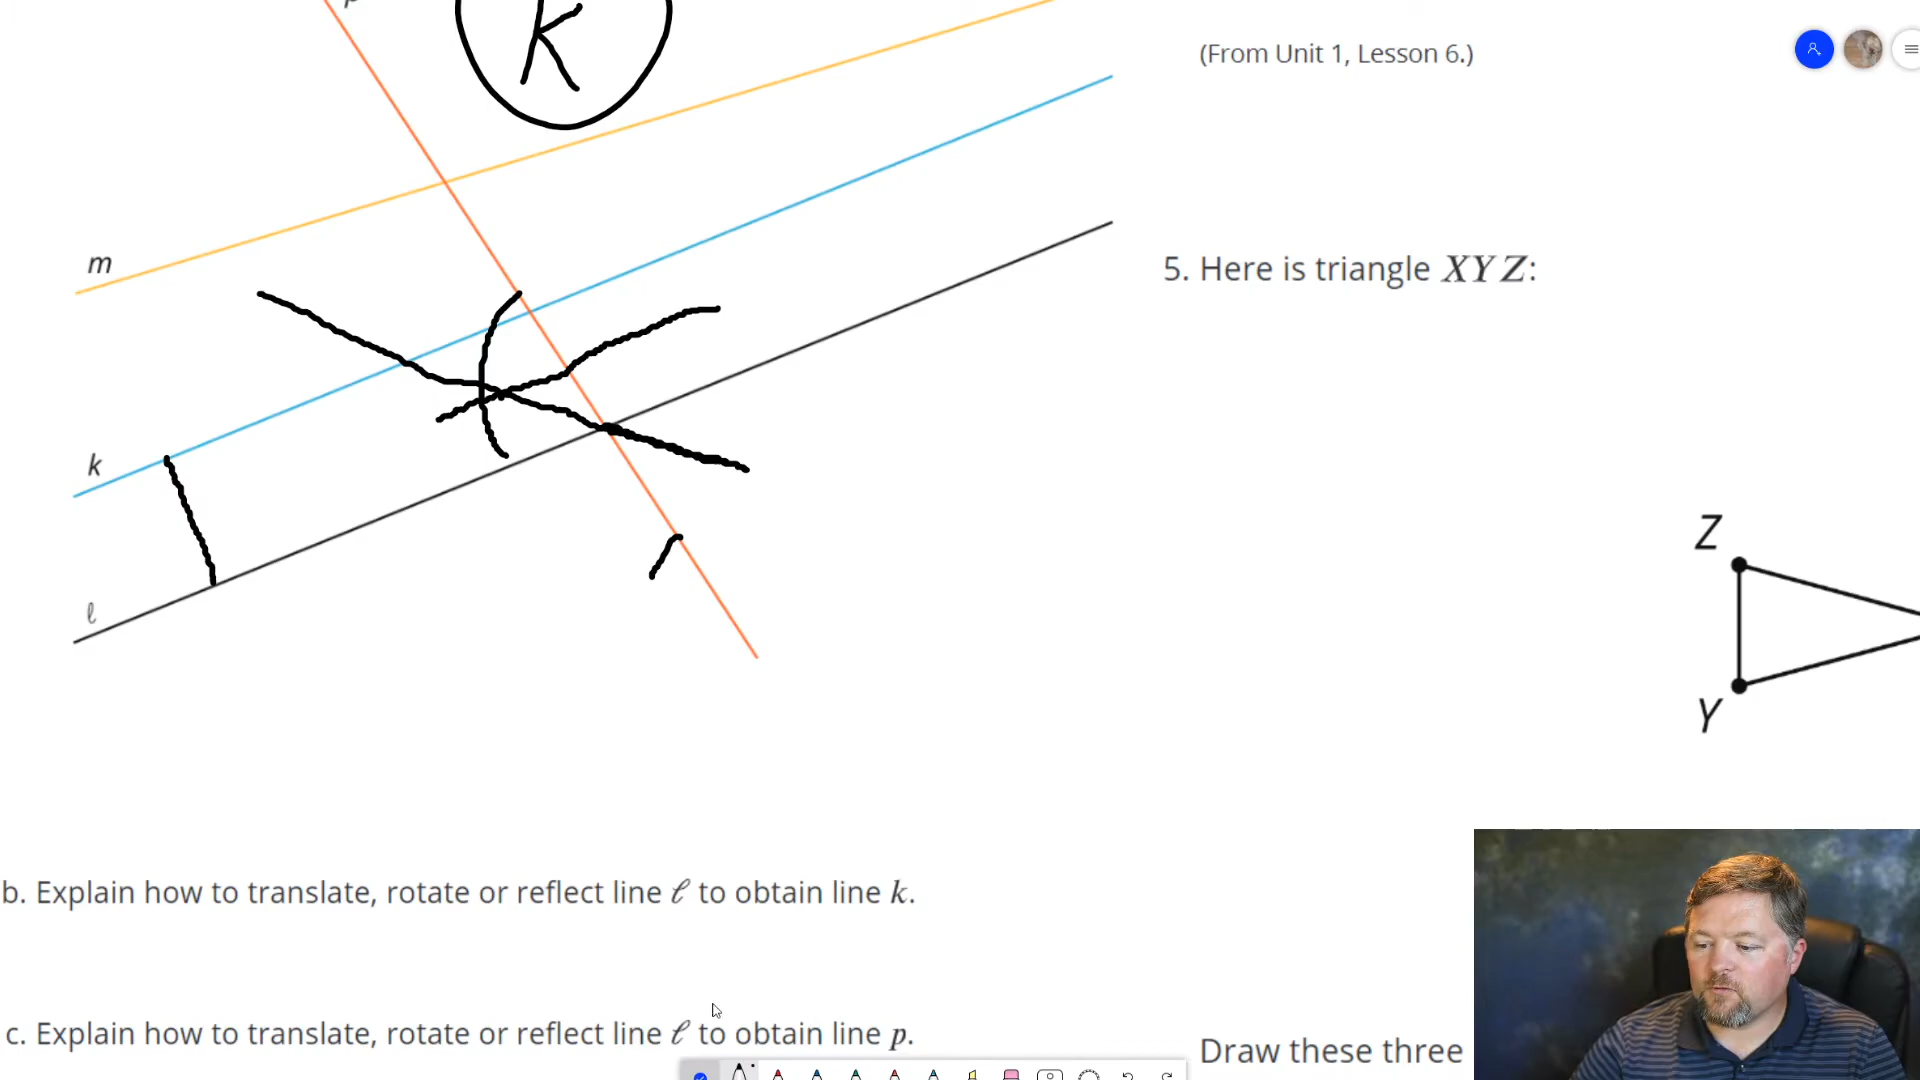 p
k
(From Unit 1, Lesson 6.)
m
5. Here is triangle XYZ:
k
Z
ℓ
Y
b. Explain how to translate, rotate or reflect line ℓ to obtain line k.
c. Explain how to translate, rotate or reflect line ℓ to obtain line p.
Draw these three